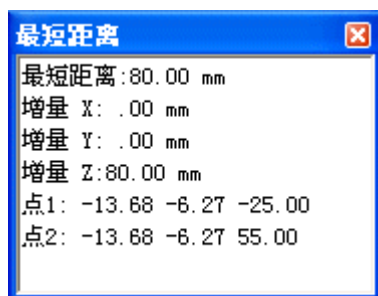 最短距离
最短距离:80.00 mm
增量 X: .00 mm
增量 Y: .00 mm
增量 Z:80.00 mm
点1: -13.68 -6.27 -25.00
点2: -13.68 -6.27 55.00